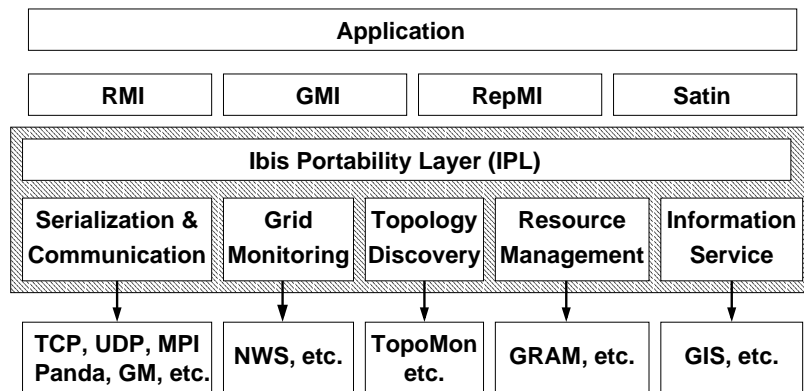 Application
RMI
GMI
RepMI
Satin
Ibis Portability Layer (IPL)
Serialization &
Communication
Grid
Monitoring
Topology
Discovery
Resource
Management
Information
Service
TCP, UDP, MPI
Panda, GM, etc.
NWS, etc.
TopoMon
etc.
GRAM, etc.
GIS, etc.